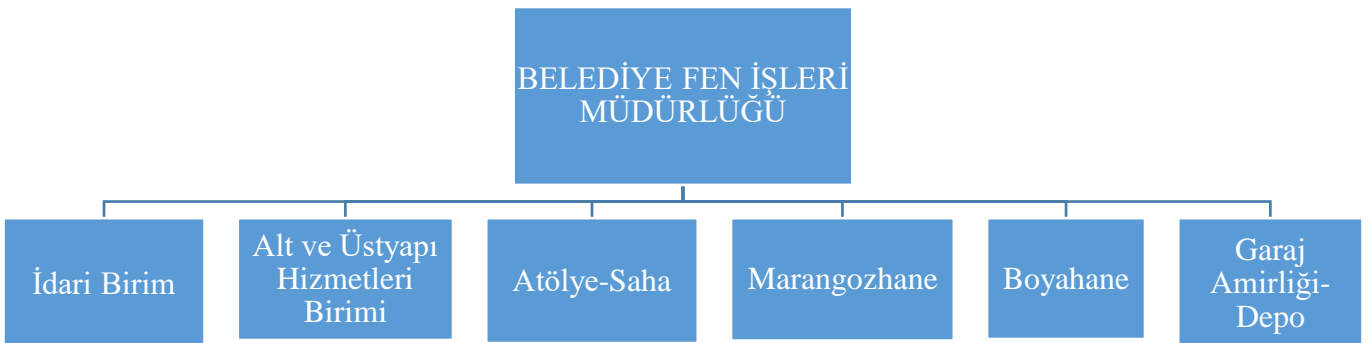 BELEDİYE FEN İŞLERİ
MÜDÜRLÜĞÜ
İdari Birim
Alt ve Üstyapı
Hizmetleri
Birimi
Atölye-Saha
Marangozhane
Boyahane
Garaj
Amirliği-
Depo